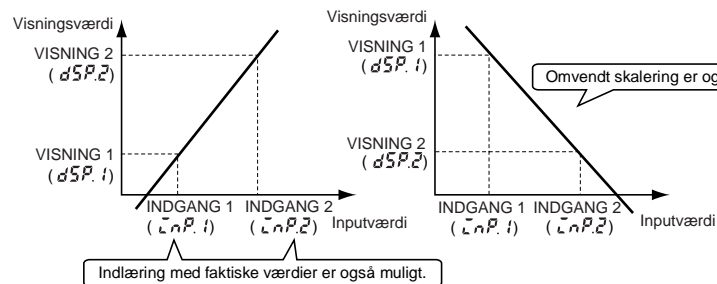 Visningsværdi
VISNING 2
( dSP.2)
VISNING 1
( dSP.1)
INDGANG 1
( inP.1)
INDGANG 2
( inP.2)
Inputværdi
Indlæring med faktiske værdier er også muligt.
Visningsværdi
VISNING 1
( dSP.1)
Omvendt skalering er og
VISNING 2
( dSP.2)
INDGANG 1
( inP.1)
INDGANG 2
( inP.2)
Inputværdi